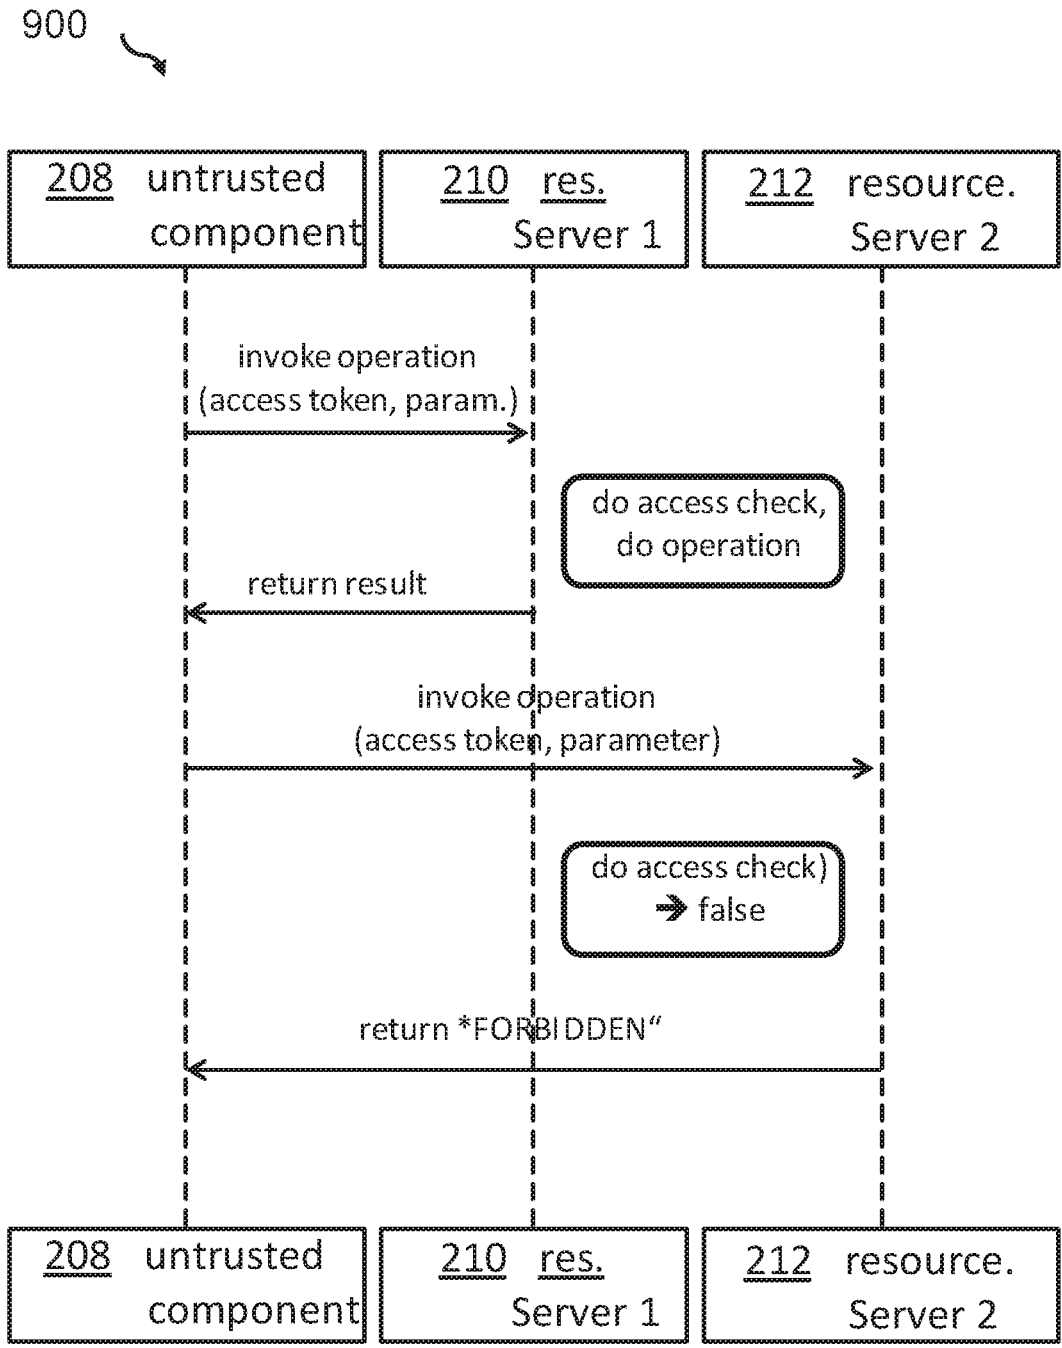 900
208 untrusted
component
210 res.
Server 1
212 resource.
Server 2
invoke operation
(access token, param.)
do access check,
do operation
return result
invoke operation
(access token, parameter)
do access check)
➔ false
return *FORBIDDEN“
208 untrusted
component
210 res.
Server 1
212 resource.
Server 2